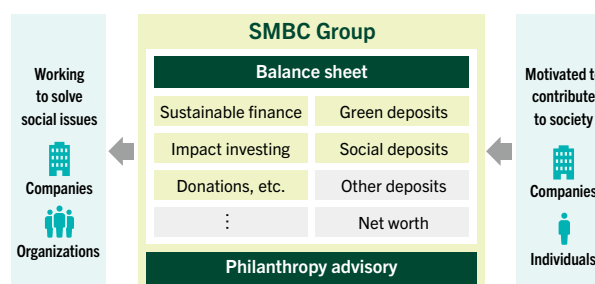 Working
to solve
social issues
Companies
Organizations
SMBC Group
Balance sheet
Sustainable finance
Green deposits
Impact investing
Social deposits
Donations, etc.
Other deposits
⋮
Net worth
Philanthropy advisory
Motivated to
contribute
to society
Companies
Individuals